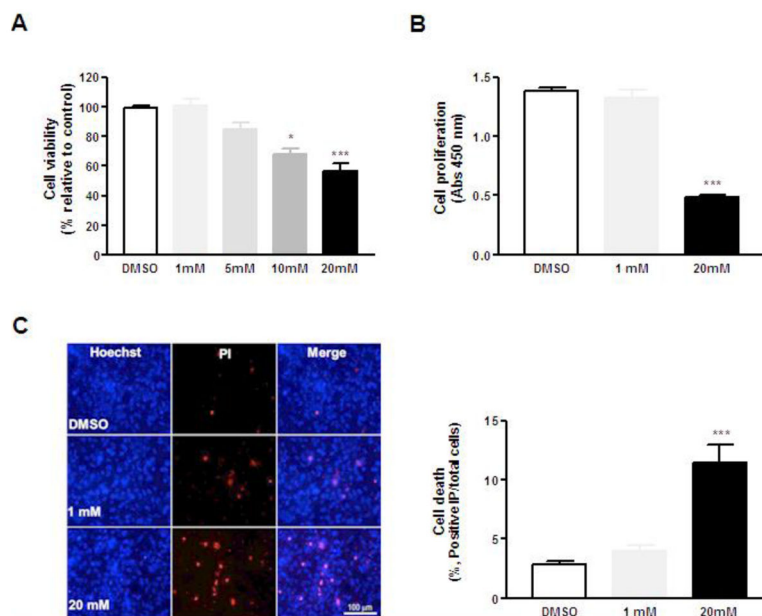 A
Cell viability
(% relative to control)
120
100
80
60
40
20
0
*
***
DMSO 1mM 5mM 10mM 20mM
B
Cell proliferation
(Abs 450 nm)
1.5
1.0
0.5
0.0
***
DMSO 1 mM 20mM
C
Hoechst PI Merge
DMSO
1 mM
20 mM
100 µm
Cell death
(%, Positive IP/total cells)
15
10
5
0
***
DMSO 1 mM 20mM